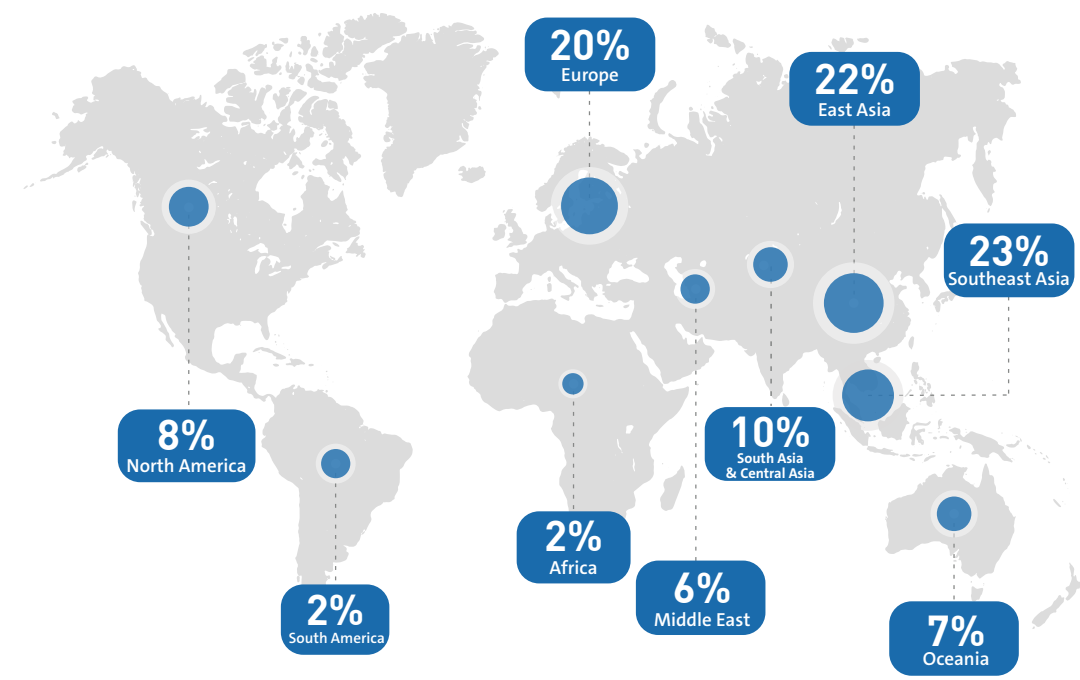 20%
Europe
22%
East Asia
23%
Southeast Asia
8%
North America
10%
South Asia
& Central Asia
2%
Africa
6%
Middle East
2%
South America
7%
Oceania